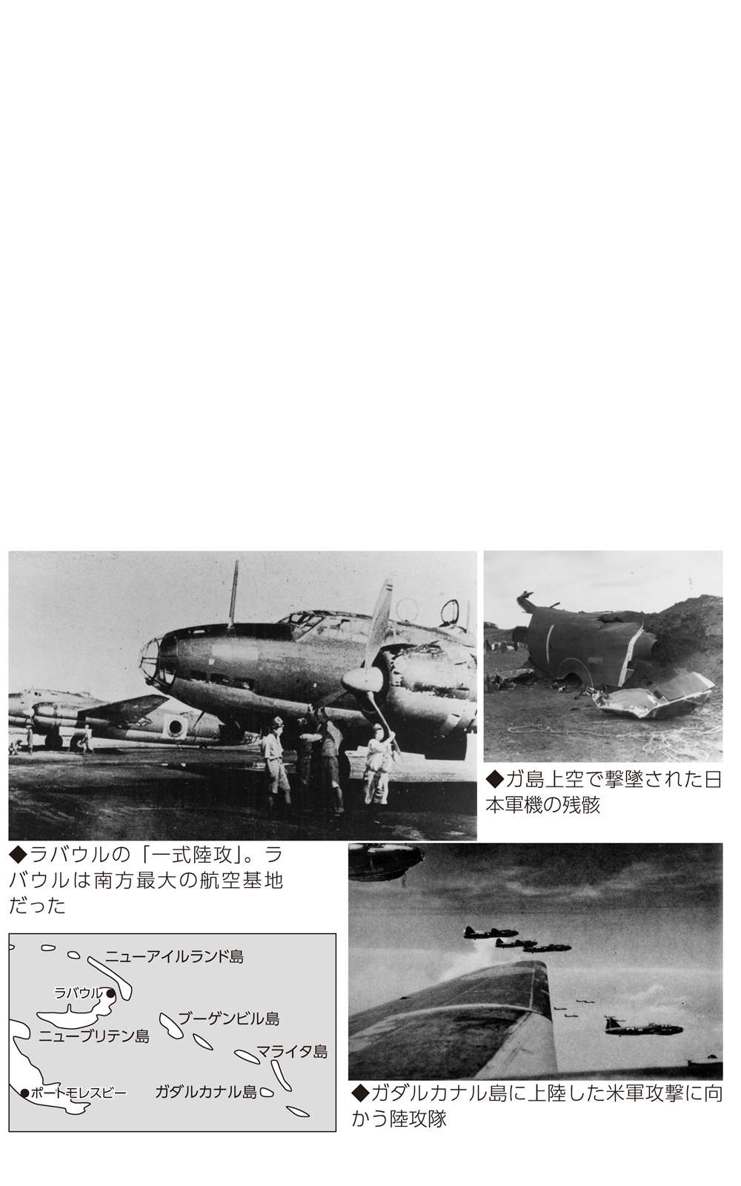 ◆ガ島上空で撃墜された日
本軍機の残骸
◆ラバウルの「一式陸攻」。ラ
バウルは南方最大の航空基地
だった
ニューアイルランド島
ラバウル
ニューブリテン島
ブーゲンビル島
マライタ島
ポートモレスビー
ガダルカナル島
◆ガダルカナル島に上陸した米軍攻撃に向
かう陸攻隊